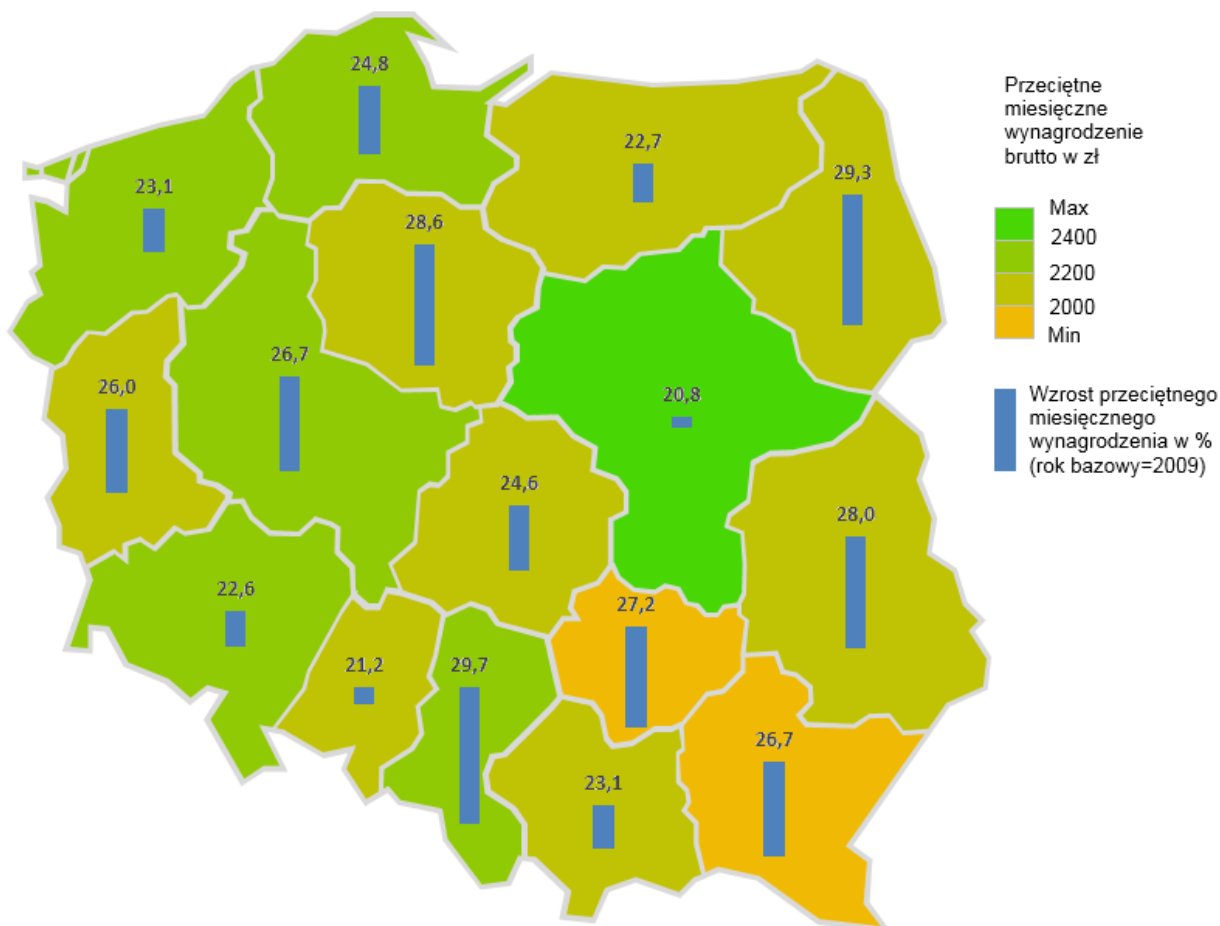 24,8
22,7
29,3
23,1
28,6
26,7
26,0
20,8
24,6
28,0
22,6
27,2
21,2
29,7
26,7
23,1
Przeciętne
miesięczne
wynagrodzenie
brutto w zł
Max
2400
2200
2000
Min
Wzrost przeciętnego
miesięcznego
wynagrodzenia w %
(rok bazowy=2009)